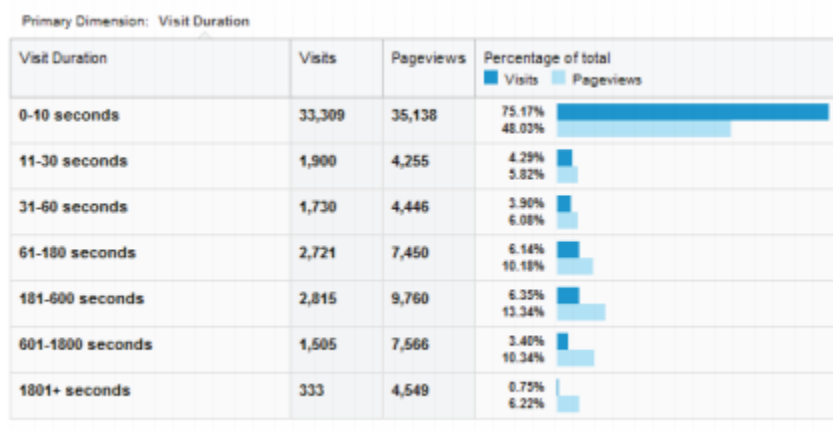 Primary Dimension: Visit Duration
Visit Duration Visits Pageviews Percentage of total
Visits Pageviews
0-10 seconds 33,309 35,138 75.17%
48.03%
11-30 seconds 1,900 4,255 4.29%
5.82%
31-60 seconds 1,730 4,446 3.90%
6.08%
61-180 seconds 2,721 7,450 6.14%
10.18%
181-600 seconds 2,815 9,760 6.35%
13.34%
601-1800 seconds 1,505 7,566 3.40%
10.34%
1801+ seconds 333 4,549 0.75%
6.22%